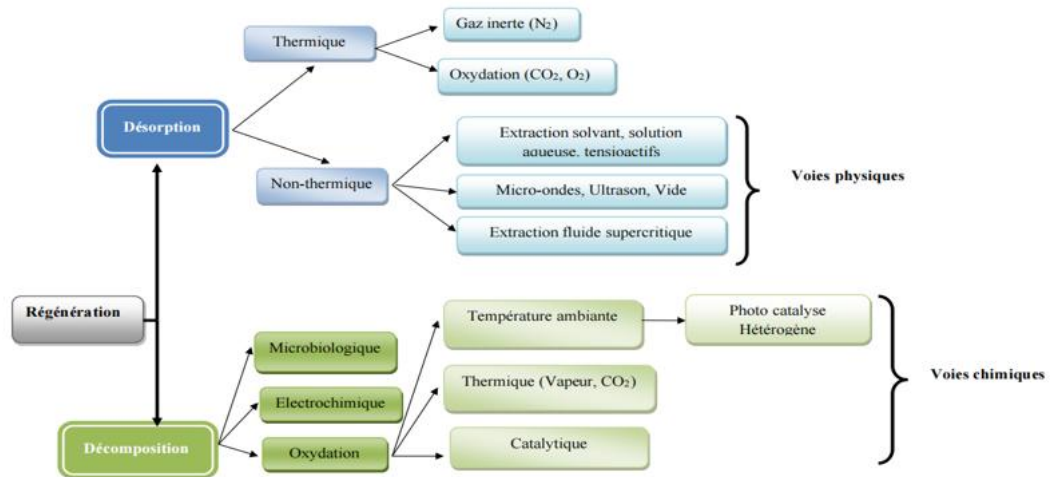 Gaz inerte (N₂)
Thermique
Oxydation (CO₂, O₂)
Désorption
Extraction solvant, solution
aqueuse, tensioactifs
Non-thermique
Micro-ondes, Ultrason, Vide
Voies physiques
Extraction fluide supercritique
Régénération
Température ambiante
Photo catalyse
Hétérogène
Microbiologique
Thermique (Vapeur, CO₂)
Voies chimiques
Electrochimique
Décomposition
Oxydation
Catalytique